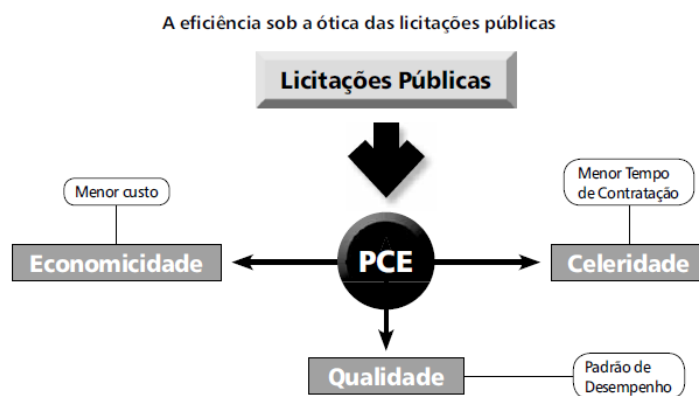 A eficiência sob a ótica das licitações públicas
Licitações Públicas
Menor custo
Menor Tempo
de Contratação
Economicidade
PCE
Celeridade
Qualidade
Padrão de
Desempenho